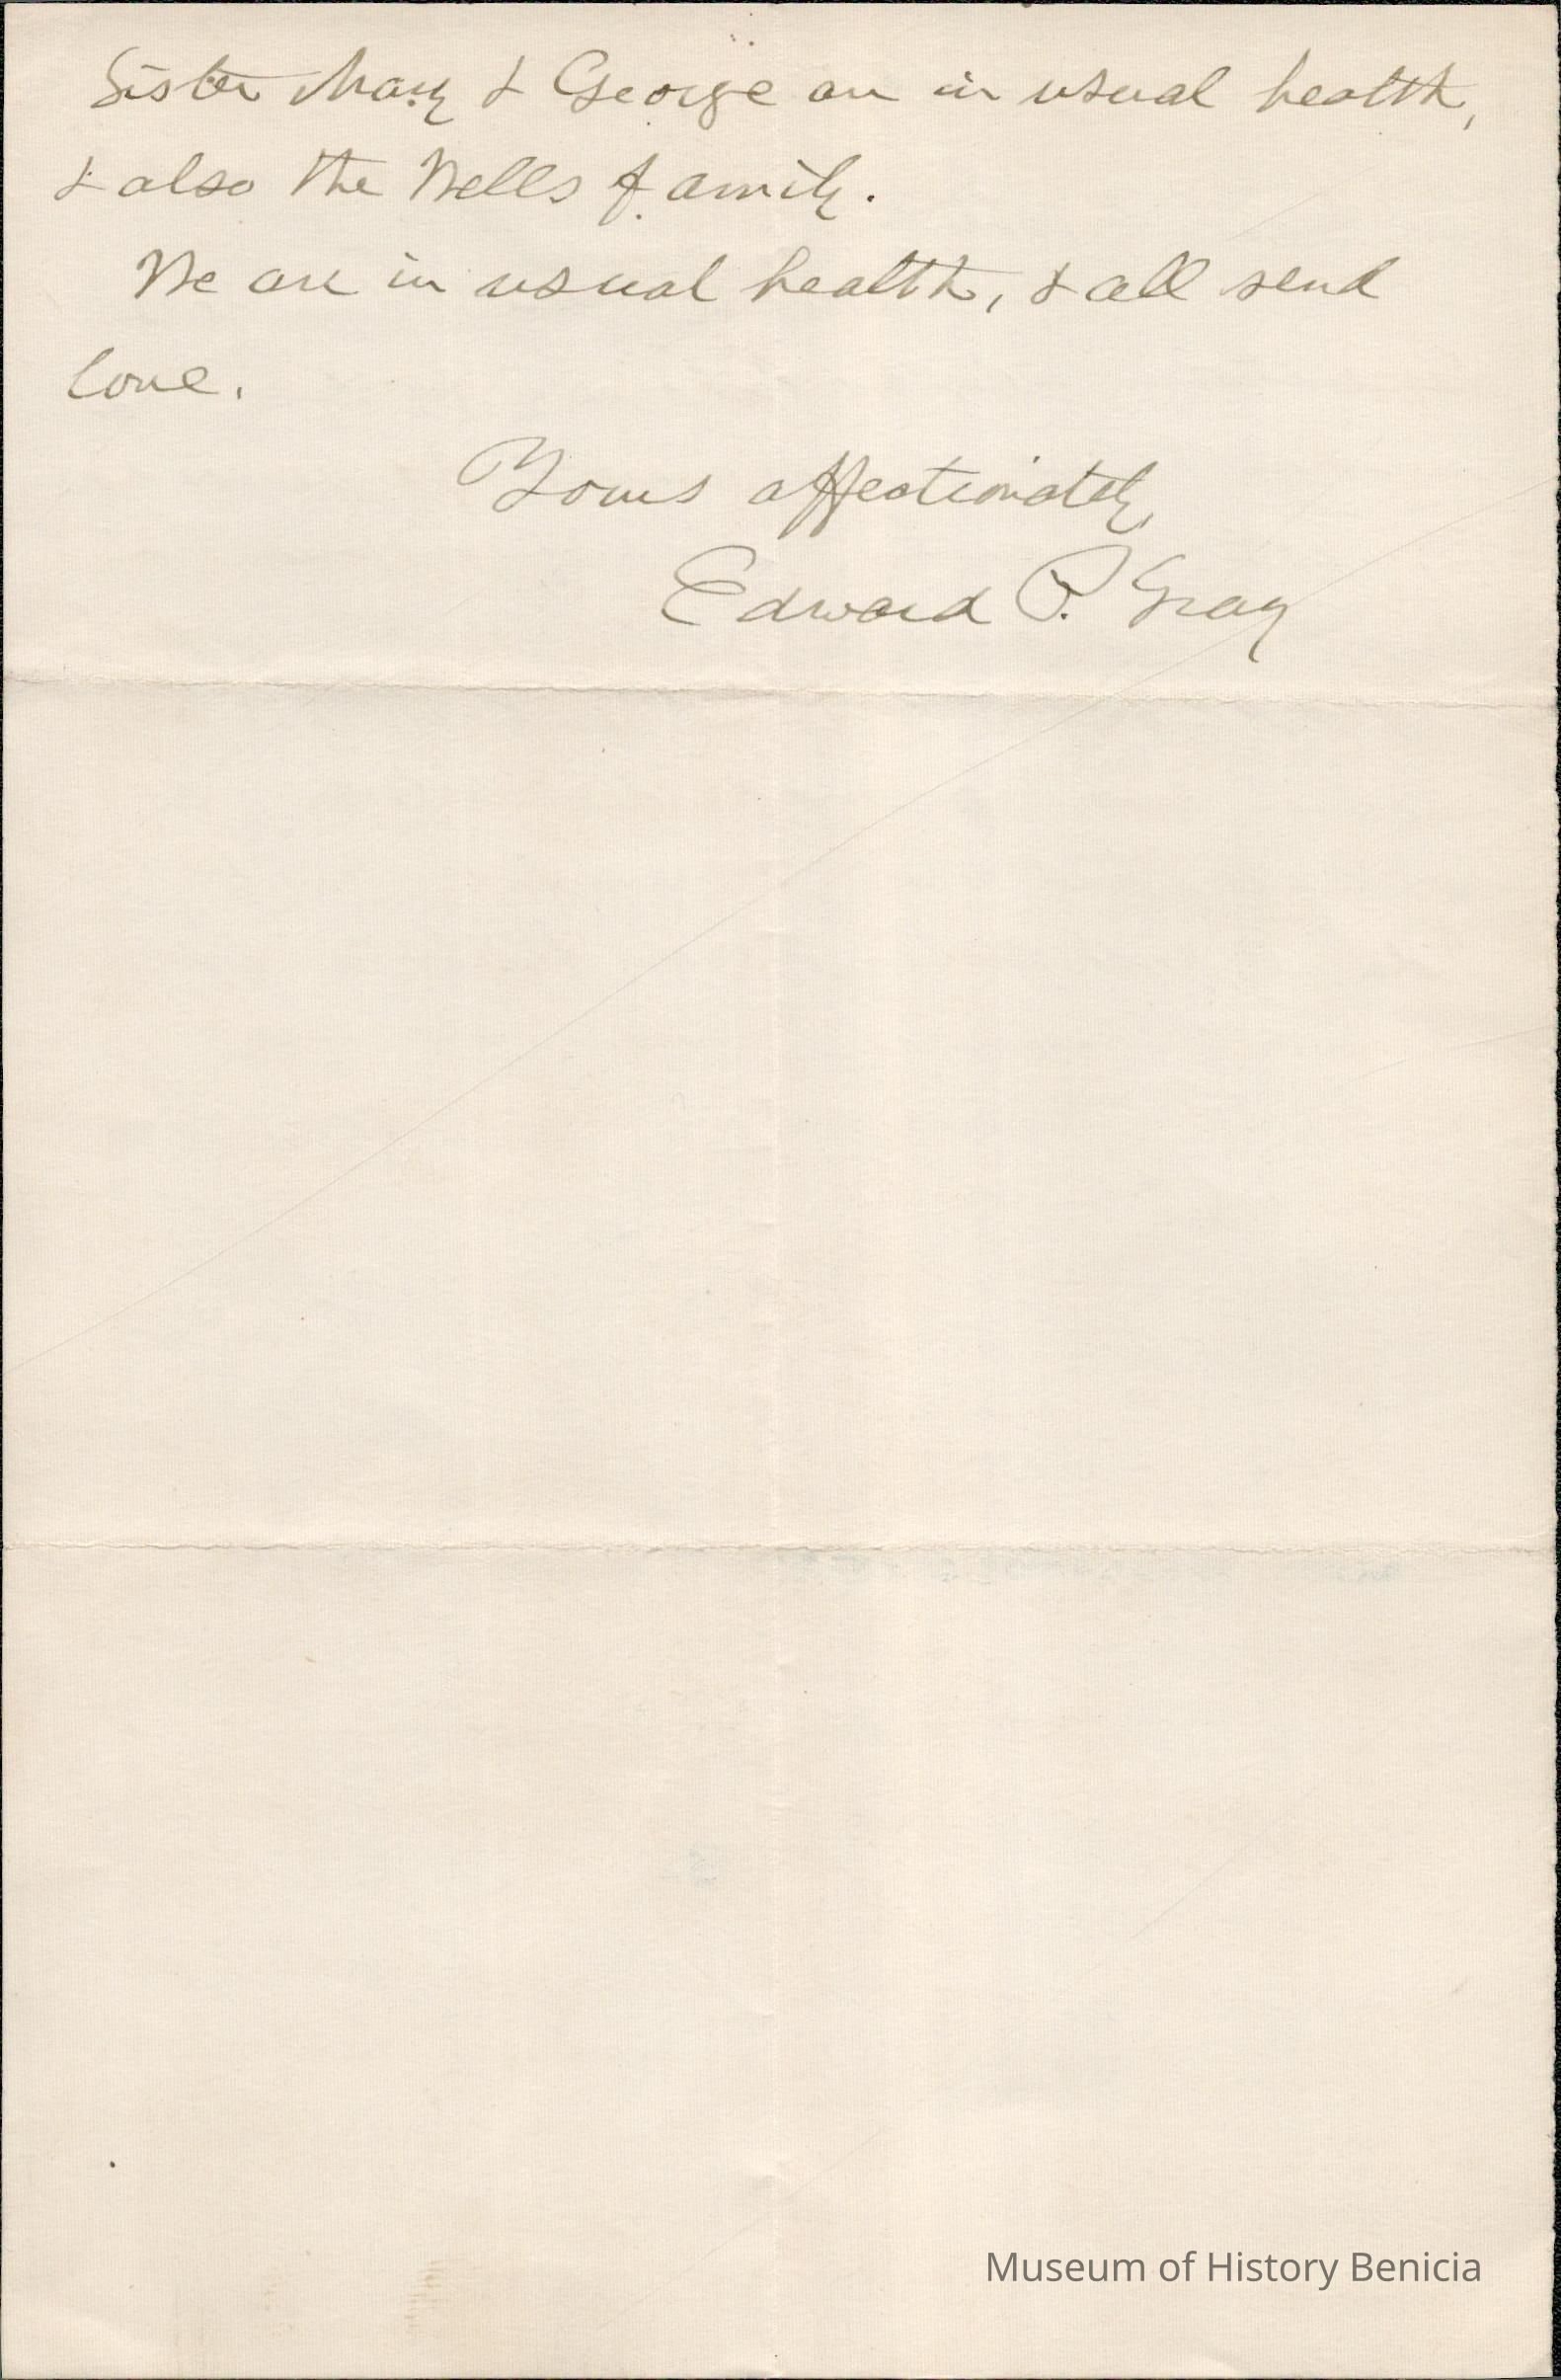 Sister Mary & George are in usual health,
& also the Wells family.
We are in usual health, & all send
love.
Yours affectionately,
Edward P. Gray
Museum of History Benicia